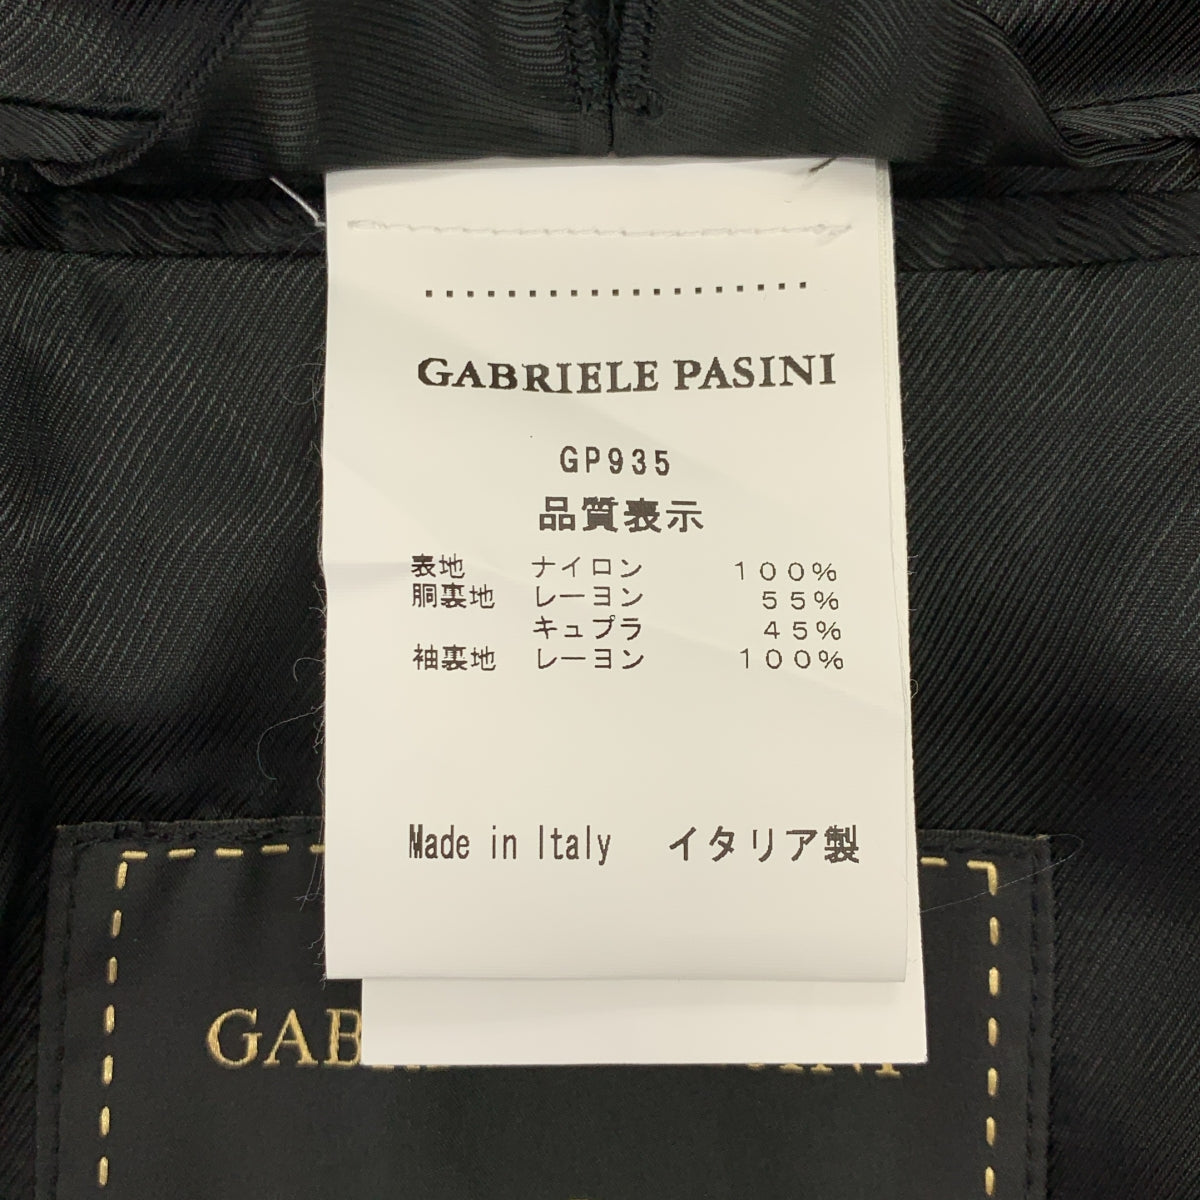 GABRIELE PASINI
GP935
品質表示
表地 ナイロン 100%
胴裏地 レーヨン 55%
キュプラ 45%
袖裏地 レーヨン 100%
Made in Italy イタリア製